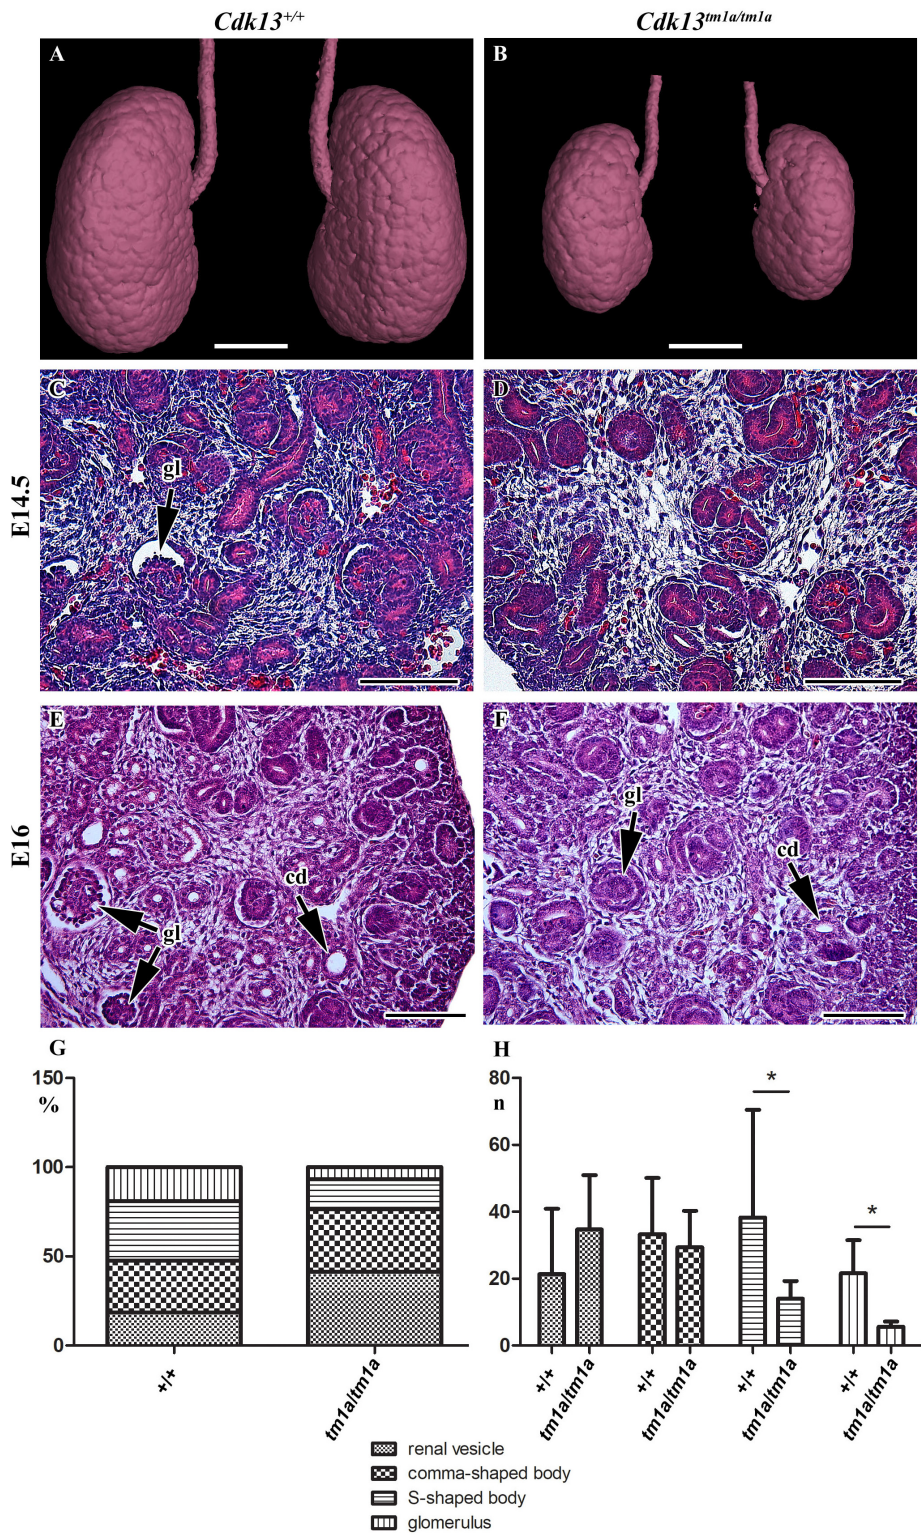 Cdk13+/+ Cdk13tm1a/tm1a
A B
C D
gl
E14.5
E F
gl
cd
cd
gl
E16
G H
150
%
100
50
0
+/+
tm1a/tm1a
80
n
60
40
20
0
*
*
+/+
tm1a/tm1a
+/+
tm1a/tm1a
+/+
tm1a/tm1a
+/+
tm1a/tm1a
renal vesicle
comma-shaped body
S-shaped body
glomerulus